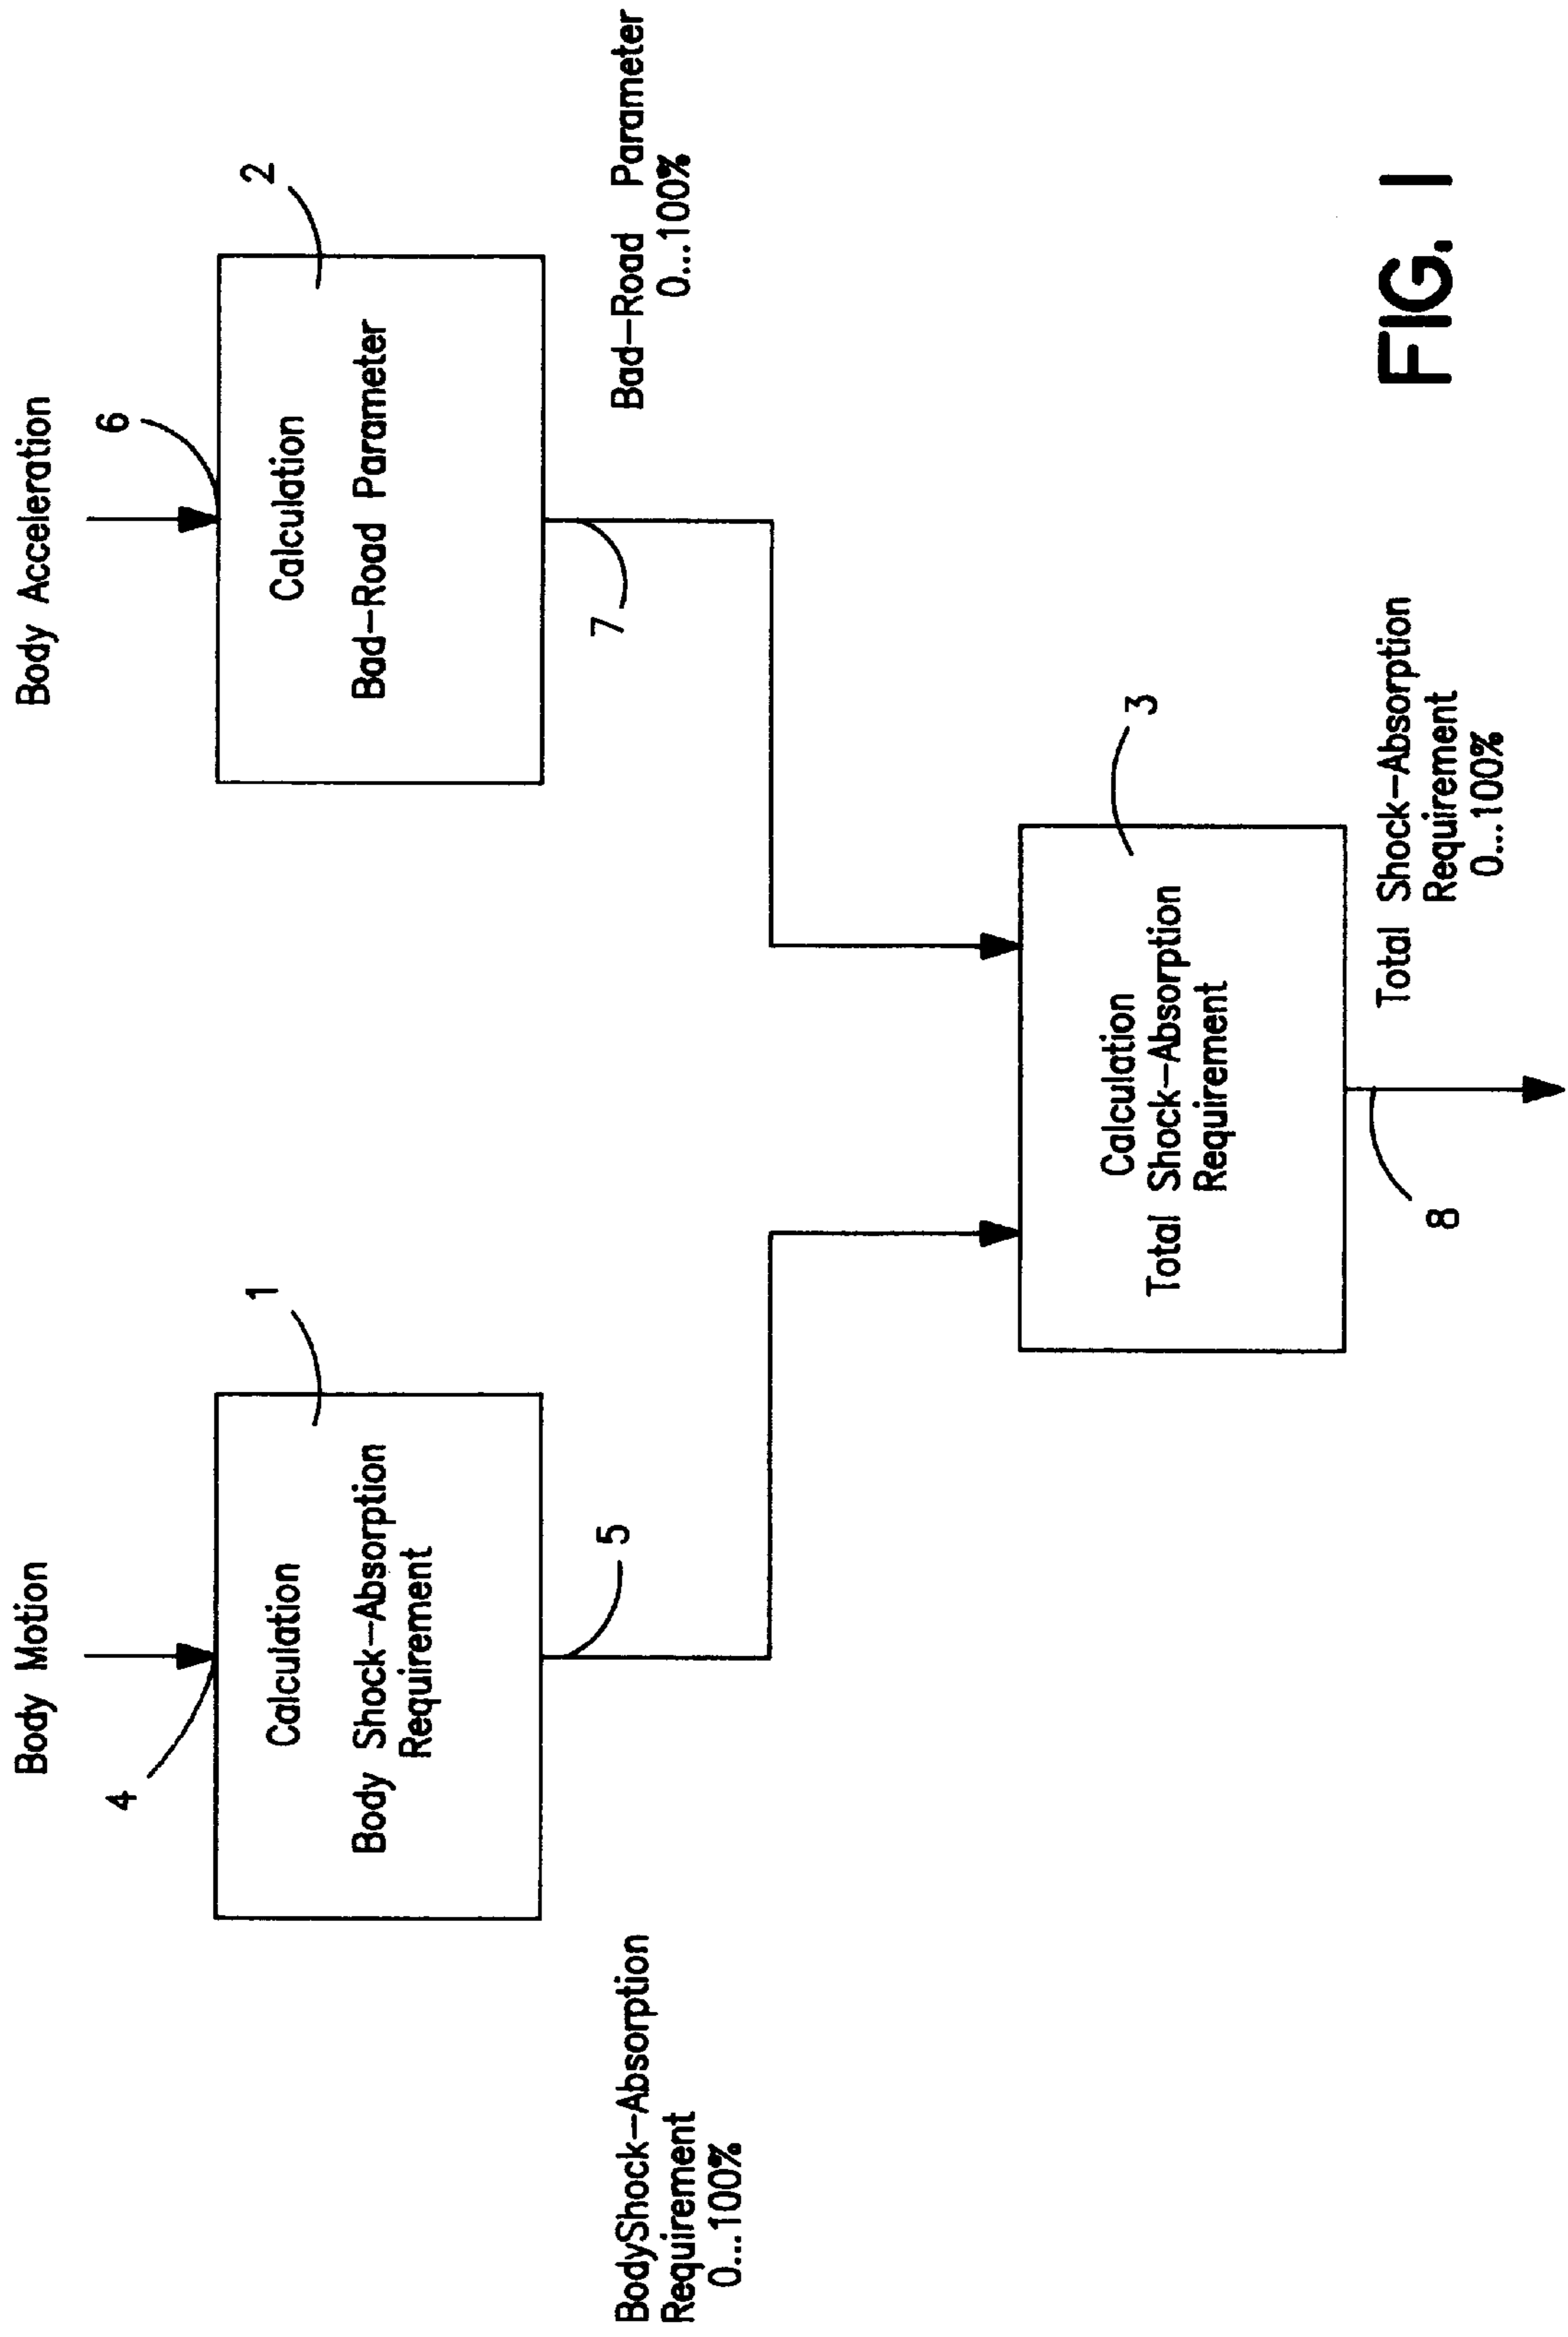 Body Motion
Body Acceleration
4
6
1
2
Calculation
Body Shock-Absorption
Requirement
Calculation
Bad-Road Parameter
5
7
BodyShock-Absorption
Requirement
0...100%
Bad-Road Parameter
0...100%
3
Calculation
Total Shock-Absorption
Requirement
8
Total Shock-Absorption
Requirement
0...100%
FIG. 1